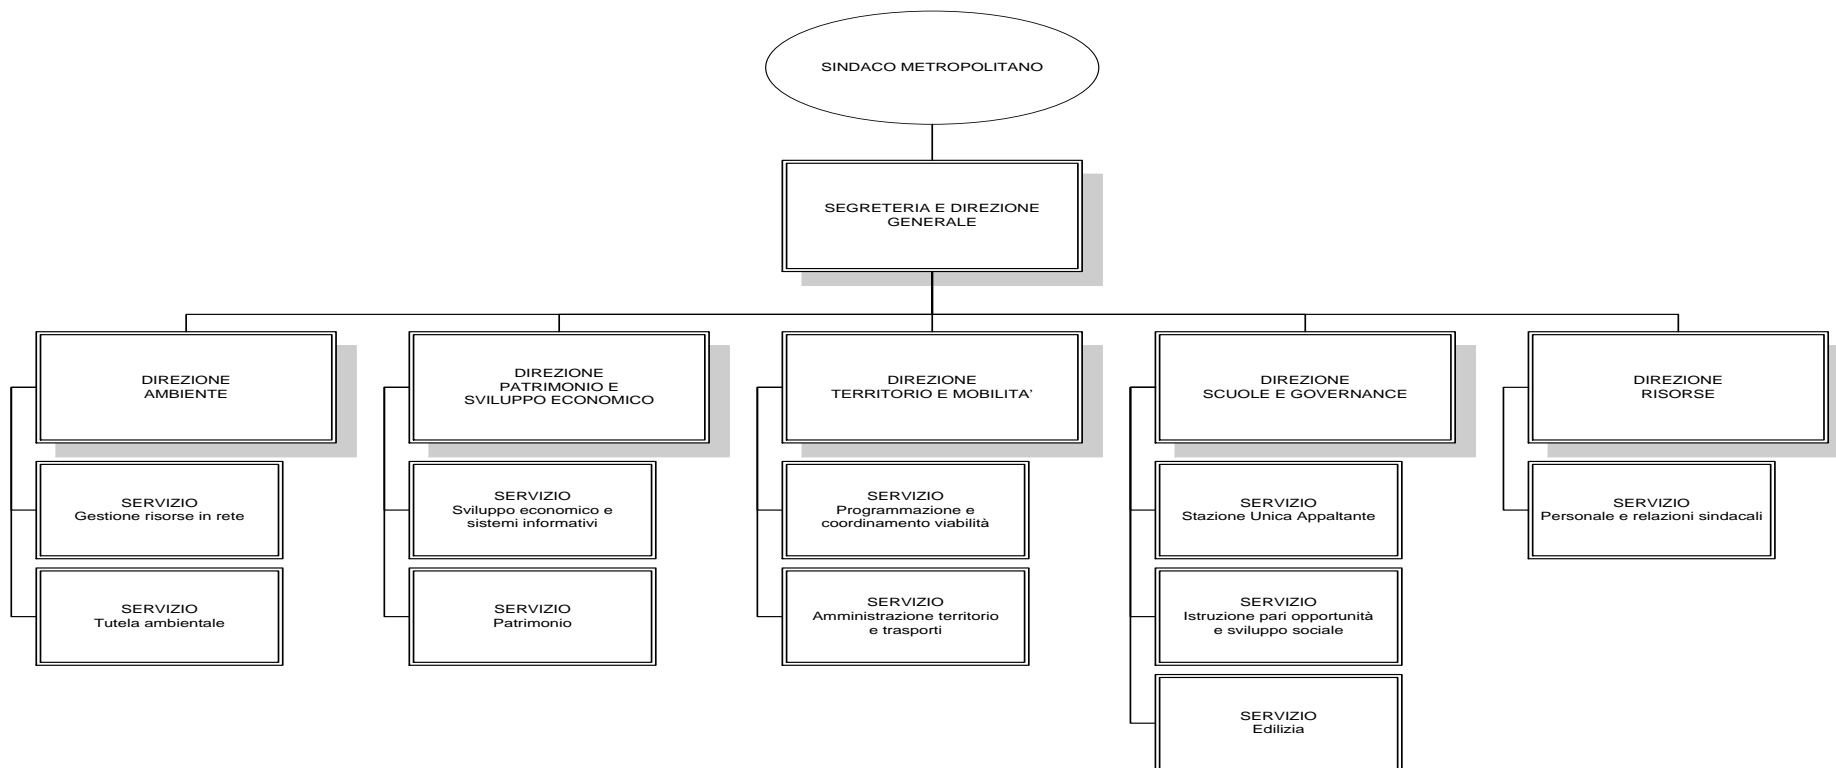 SINDACO METROPOLITANO
SEGRETERIA E DIREZIONE
GENERALE
DIREZIONE
AMBIENTE
SERVIZIO
Gestione risorse in rete
SERVIZIO
Tutela ambientale
DIREZIONE
PATRIMONIO E
SVILUPPO ECONOMICO
SERVIZIO
Sviluppo economico e
sistemi informativi
SERVIZIO
Patrimonio
DIREZIONE
TERRITORIO E MOBILITA’
SERVIZIO
Programmazione e
coordinamento viabilità
SERVIZIO
Amministrazione territorio
e trasporti
DIREZIONE
SCUOLE E GOVERNANCE
SERVIZIO
Stazione Unica Appaltante
SERVIZIO
Istruzione pari opportunità
e sviluppo sociale
SERVIZIO
Edilizia
DIREZIONE
RISORSE
SERVIZIO
Personale e relazioni sindacali